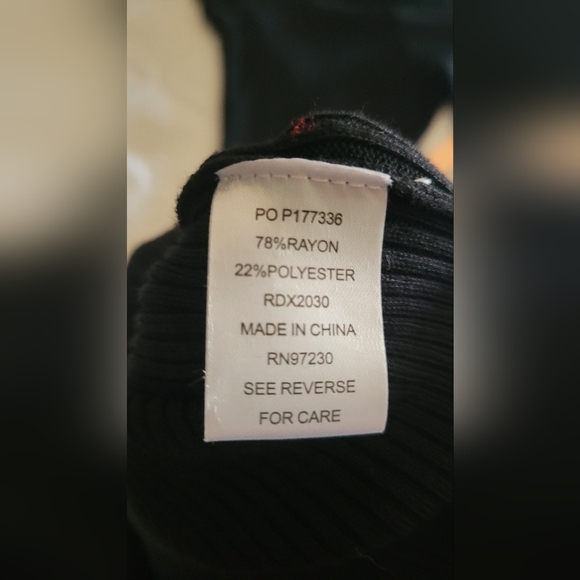 PO P177336
78%RAYON
22%POLYESTER
RDX2030
MADE IN CHINA
RN97230
SEE REVERSE
FOR CARE